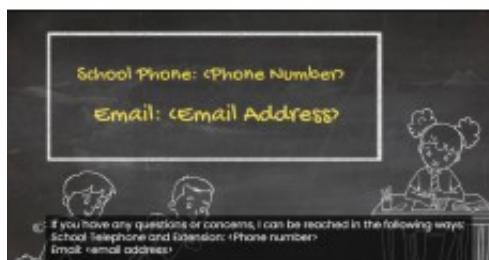 School Phone: <Phone Number>
Email: <Email Address>
If you have any questions or concerns, I can be reached in the following ways:
School Telephone and Extension: <Phone number>
Email: <email address>